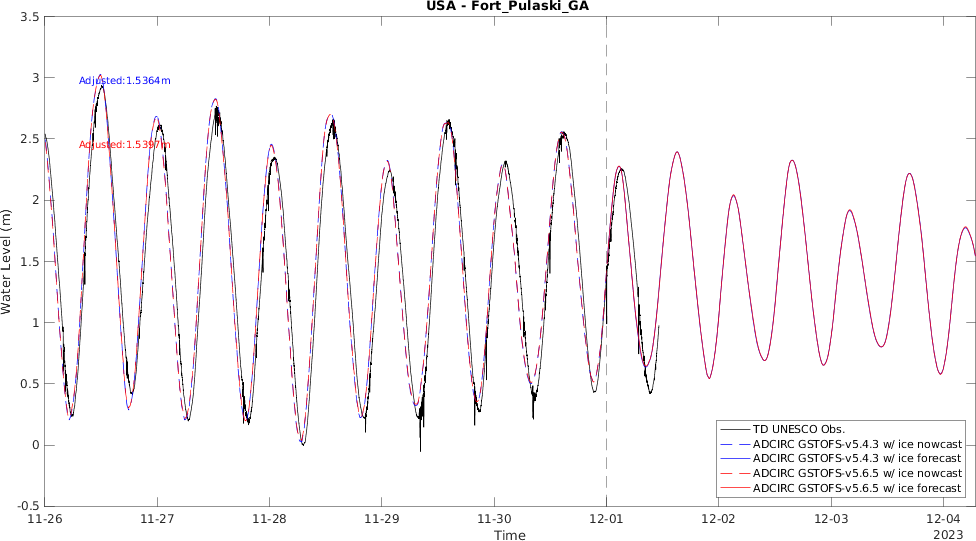 USA - Fort_Pulaski_GA
3.5
3
2.5
2
1.5
1
0.5
0
-0.5
Water Level (m)
Adjusted:1.5364m
Adjusted:1.5397m
TD UNESCO Obs.
ADCIRC GSTOFS-v5.4.3 w/ ice nowcast
ADCIRC GSTOFS-v5.4.3 w/ ice forecast
ADCIRC GSTOFS-v5.6.5 w/ ice nowcast
ADCIRC GSTOFS-v5.6.5 w/ ice forecast
11-26 11-27 11-28 11-29 11-30 12-01 12-02 12-03 12-04
Time 2023